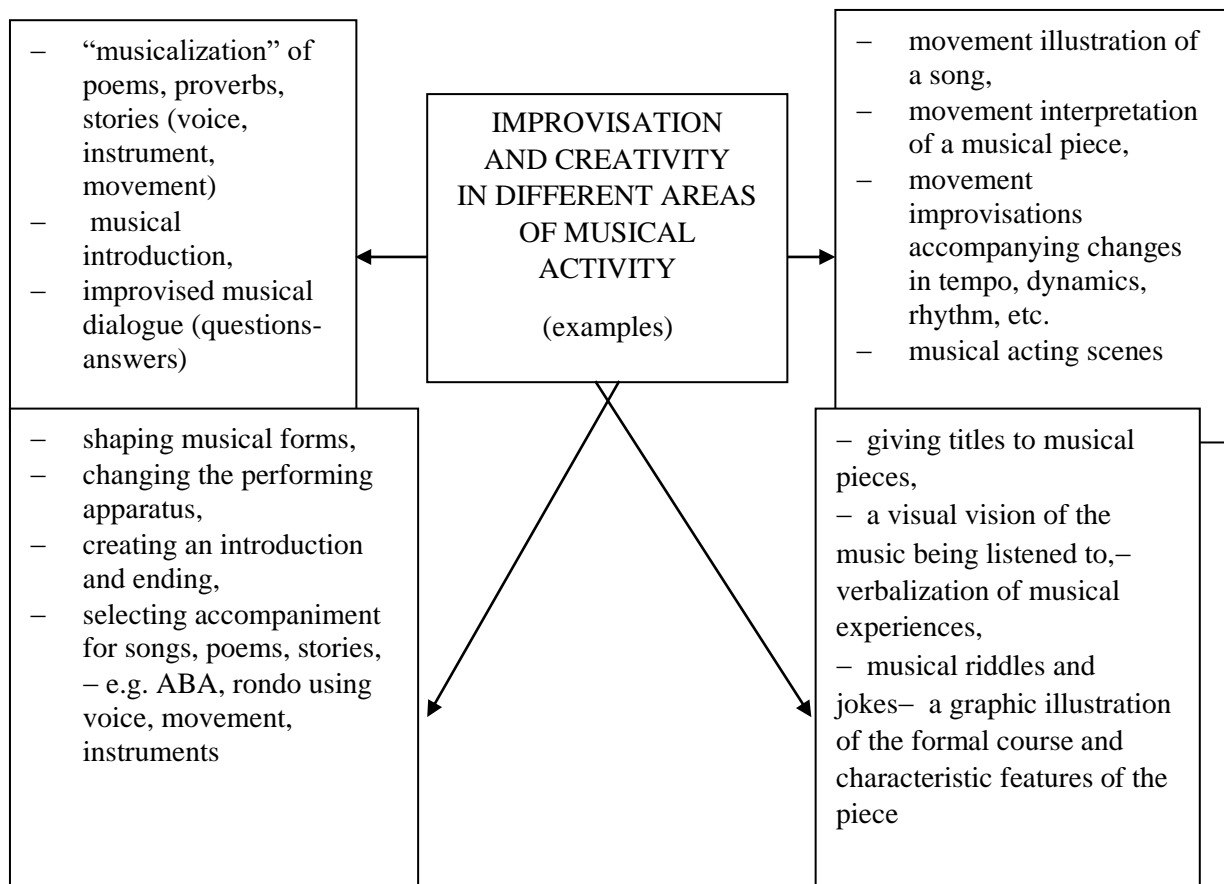 – “musicalization” of
poems, proverbs,
stories (voice,
instrument,
movement)
– musical
introduction,
– improvised musical
dialogue (questions-
answers)
IMPROVISATION
AND CREATIVITY
IN DIFFERENT AREAS
OF MUSICAL
ACTIVITY
(examples)
– movement illustration of
a song,
– movement interpretation
of a musical piece,
– movement
improvisations
accompanying changes
in tempo, dynamics,
rhythm, etc.
– musical acting scenes
– shaping musical forms,
– changing the performing
apparatus,
– creating an introduction
and ending,
– selecting accompaniment
for songs, poems, stories,
– e.g. ABA, rondo using
voice, movement,
instruments
– giving titles to musical
pieces,
– a visual vision of the
music being listened to,–
verbalization of musical
experiences,
– musical riddles and
jokes– a graphic illustration
of the formal course and
characteristic features of the
piece